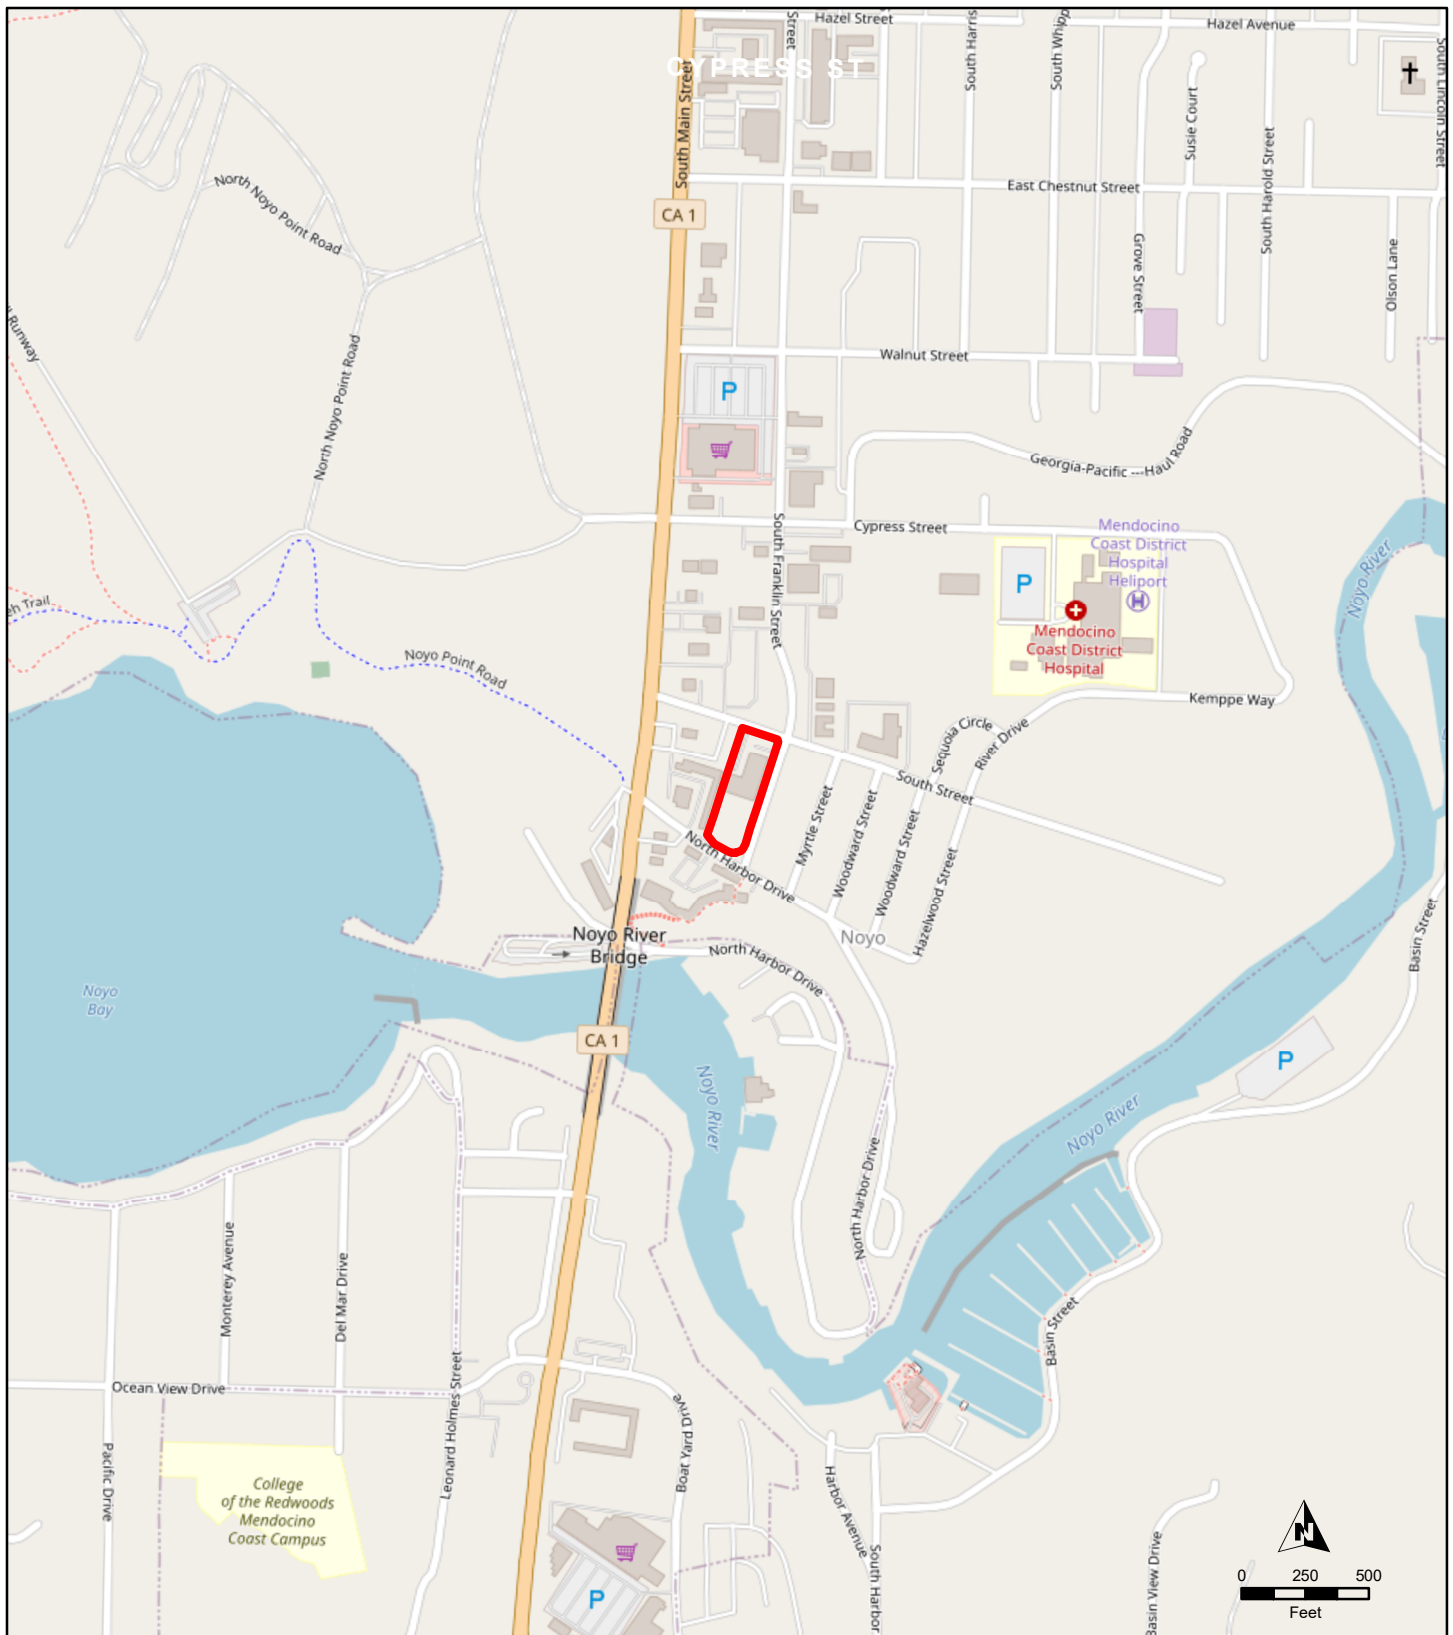 Hazel Street
Hazel Avenue
Street
South Harris
South Whipp
South Lincoln Street
CYPRESS ST
South Main Street
Susie Court
South Harold Street
East Chestnut Street
North Noyo Point Road
CA 1
Grove Street
Olson Lane
Runway
North Noyo Point Road
Walnut Street
P
Georgia-Pacific --- Haul Road
South Franklin Street
Cypress Street
Mendocino
Coast District
Hospital
Heliport
H
P
Noyo River
Mendocino
Coast District
Hospital
eh Trail
Noyo Point Road
Kemppe Way
Sequoia Circle
River Drive
South Street
Myrtle Street
Woodward Street
Woodward Street
Hazelwood Street
North Harbor Drive
Noyo
Basin Street
Noyo River
Bridge
North Harbor Drive
Noyo
Bay
CA 1
P
Noyo River
Noyo River
North Harbor Drive
Monterey Avenue
Del Mar Drive
Basin Street
Ocean View Drive
Leonard Holmes Street
Boat Yard Drive
Pacific Drive
College
of the Redwoods
Mendocino
Coast Campus
Harbor Avenue
South Harbor
Basin View Drive
P
N
0 250 500
Feet